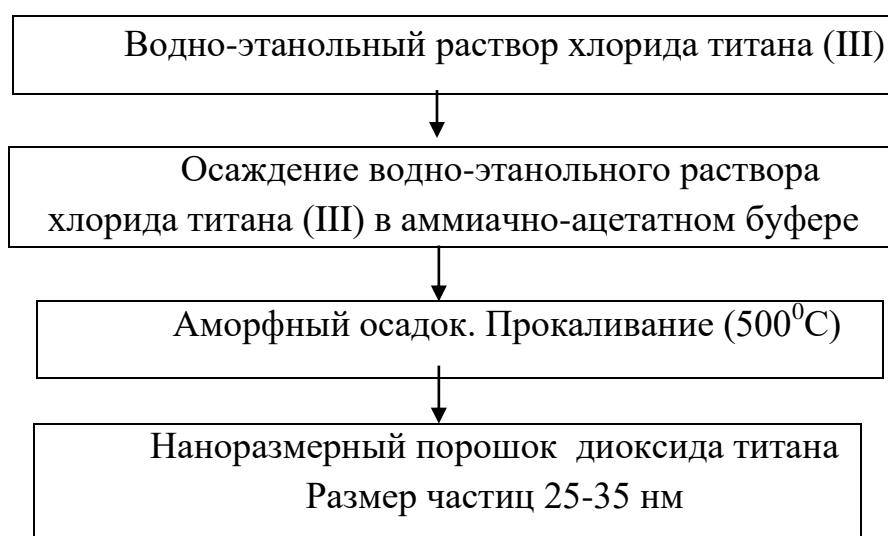 Водно-этанольный раствор хлорида титана (III)
Осаждение водно-этанольного раствора
хлорида титана (III) в аммиачно-ацетатном буфере
Аморфный осадок. Прокаливание (500⁰С)
Наноразмерный порошок диоксида титана
Размер частиц 25-35 нм